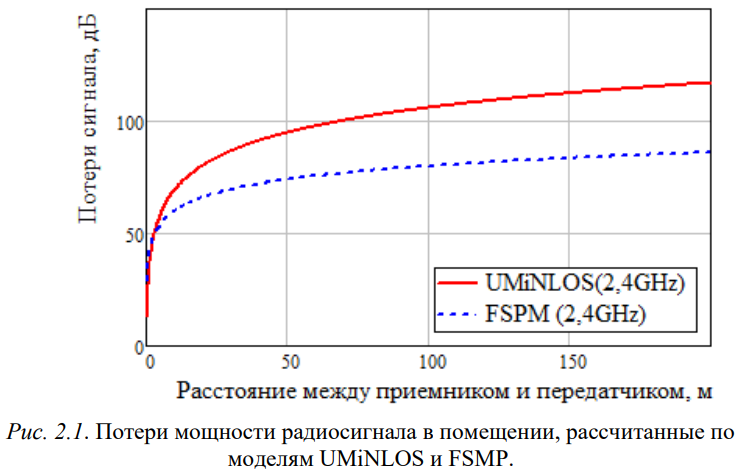 Потери сигнала, дБ
100
50
0
0
50
100
150
UMiNLOS(2,4GHz)
FSPM (2,4GHz)
Расстояние между приемником и передатчиком, м
Рис. 2.1. Потери мощности радиосигнала в помещении, рассчитанные по
моделям UMiNLOS и FSMP.